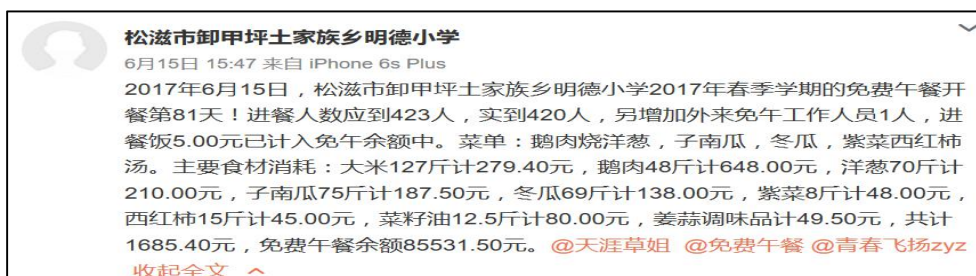 松滋市卸甲坪土家族乡明德小学
6月15日 15:47 来自 iPhone 6s Plus
2017年6月15日，松滋市卸甲坪土家族乡明德小学2017年春季学期的免费午餐开
餐第81天！进餐人数应到423人，实到420人，另增加外来免午工作人员1人，进
餐饭5.00元已计入免午余额中。菜单：鹅肉烧洋葱，子南瓜，冬瓜，紫菜西红柿
汤。主要食材消耗：大米127斤计279.40元，鹅肉48斤计648.00元，洋葱70斤计
210.00元，子南瓜75斤计187.50元，冬瓜69斤计138.00元，紫菜8斤计48.00元，
西红柿15斤计45.00元，菜籽油12.5斤计80.00元，姜蒜调味品计49.50元，共计
1685.40元，免费午餐余额85531.50元。@天涯草姐 @免费午餐 @青春飞扬zyz
收起全文